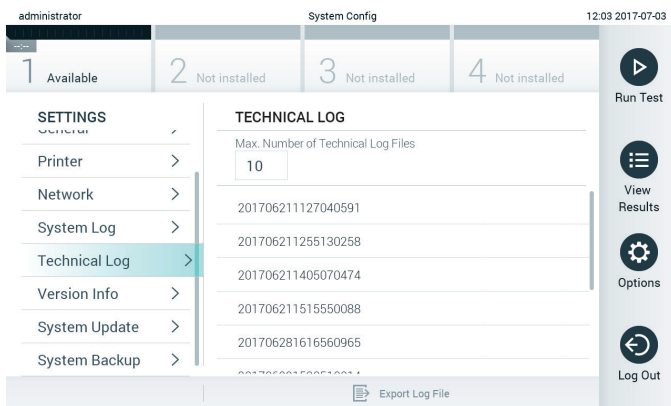 administrator
System Config
12:03 2017-07-03
--:--
1 Available
2 Not installed
3 Not installed
4 Not installed
Run Test
View Results
Options
Log Out
SETTINGS
General
Printer
Network
System Log
Technical Log
Version Info
System Update
System Backup
TECHNICAL LOG
Max. Number of Technical Log Files
10
201706211127040591
201706211255130258
201706211405070474
201706211515550088
201706281616560965
Export Log File